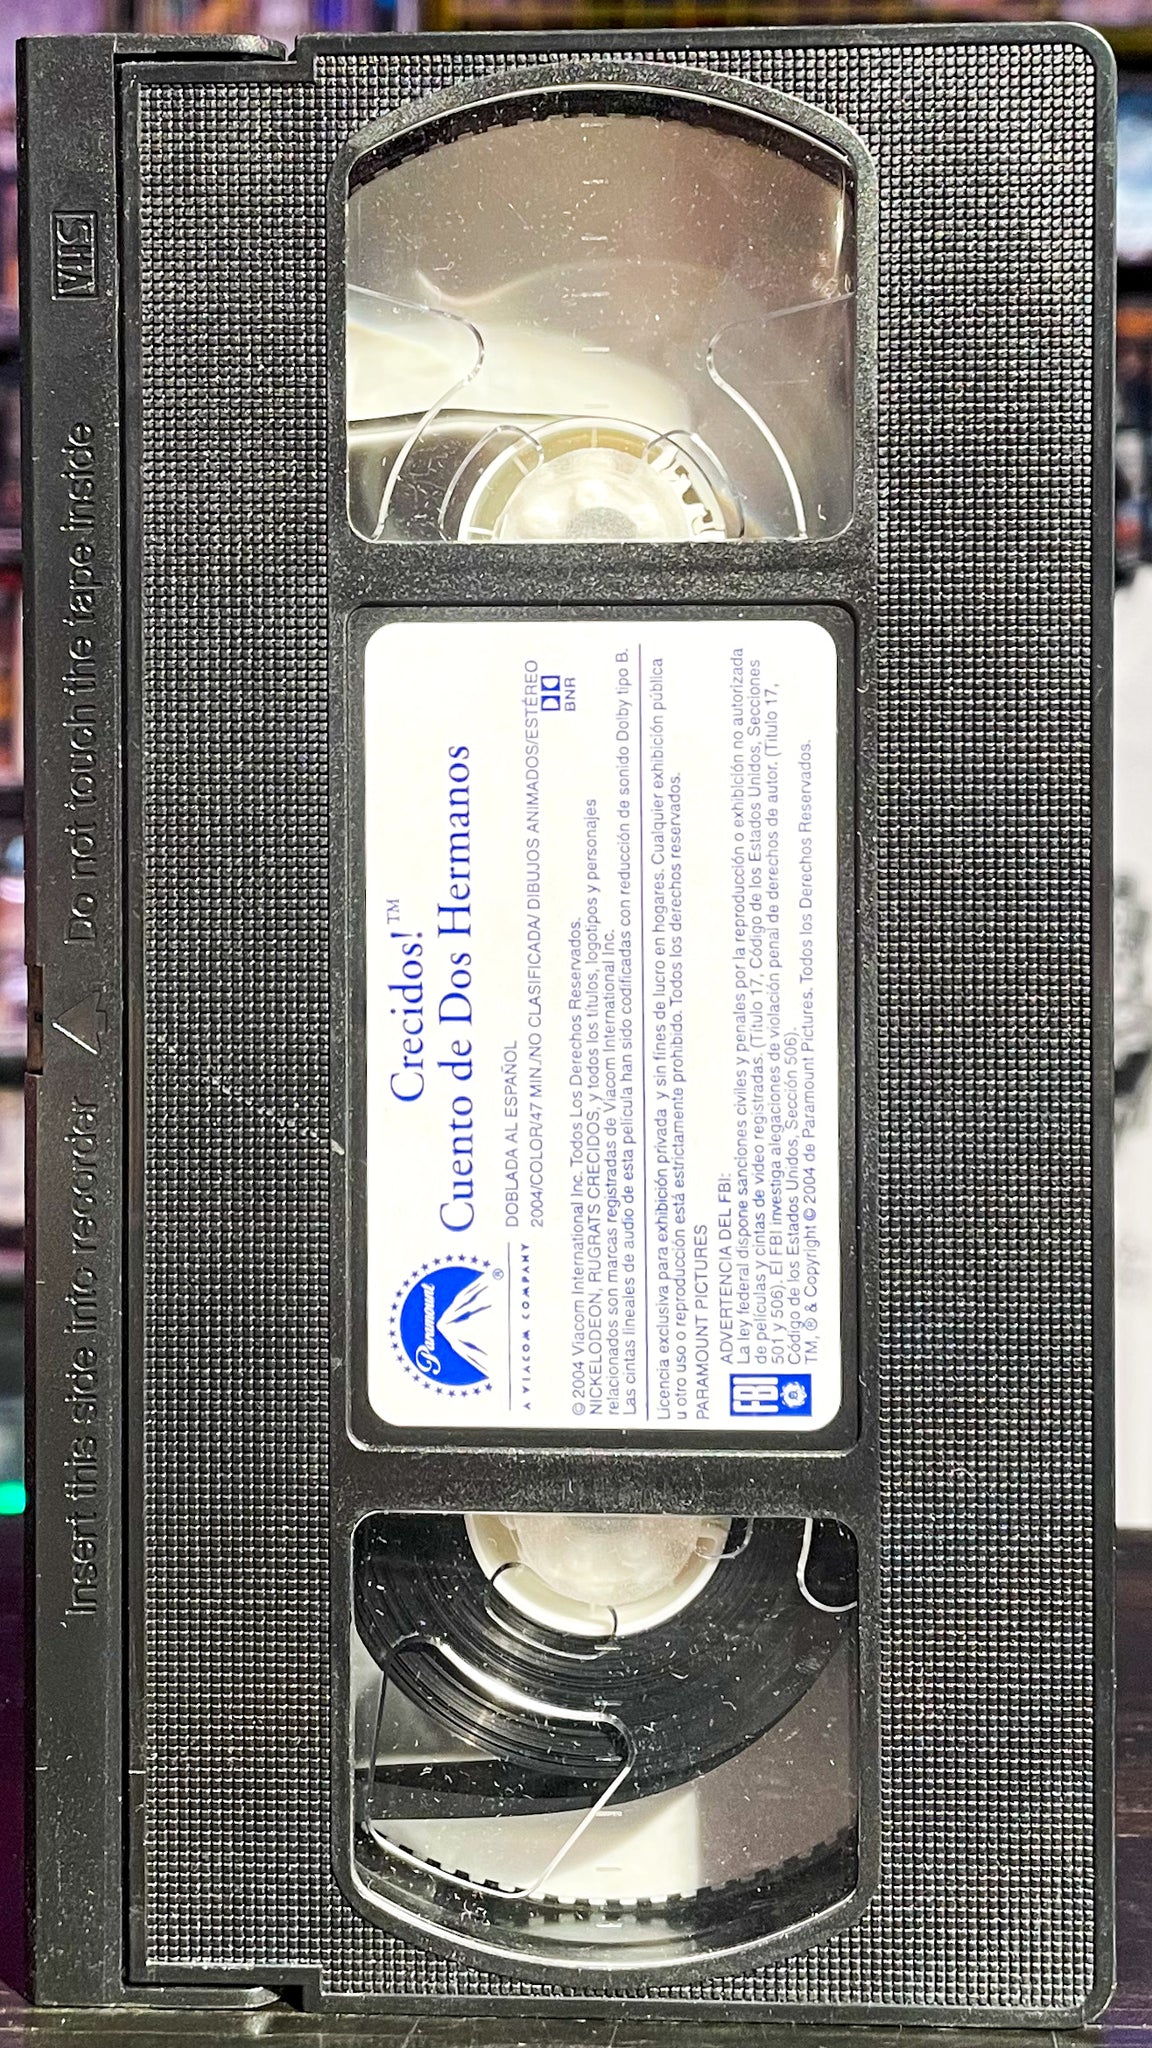 VHS
Insert this side into recorder
Do not touch the tape inside
Paramount
®
A VIACOM COMPANY
Crecidos!™
Cuento de Dos Hermanos
DOBLADA AL ESPAÑOL
2004/COLOR/47 MIN./NO CLASIFICADA/ DIBUJOS ANIMADOS/ESTÉREO
BNR
© 2004 Viacom International Inc. Todos Los Derechos Reservados.
NICKELODEON, RUGRATS CRECIDOS, y todos los títulos, logotipos y personajes
relacionados son marcas registradas de Viacom International Inc.
Las cintas lineales de audio de esta película han sido codificadas con reducción de sonido Dolby tipo B.
Licencia exclusiva para exhibición privada y sin fines de lucro en hogares. Cualquier exhibición pública
u otro uso o reproducción está estrictamente prohibido. Todos los derechos reservados.
PARAMOUNT PICTURES
FBI
ADVERTENCIA DEL FBI:
La ley federal dispone sanciones civiles y penales por la reproducción o exhibición no autorizada
de películas y cintas de video registradas, (Título 17, Código de los Estados Unidos, Secciones
501 y 506). El FBI investiga alegaciones de violación penal de derechos de autor, (Título 17,
Código de los Estados Unidos, Sección 506).
TM, ® & Copyright © 2004 de Paramount Pictures. Todos los Derechos Reservados.